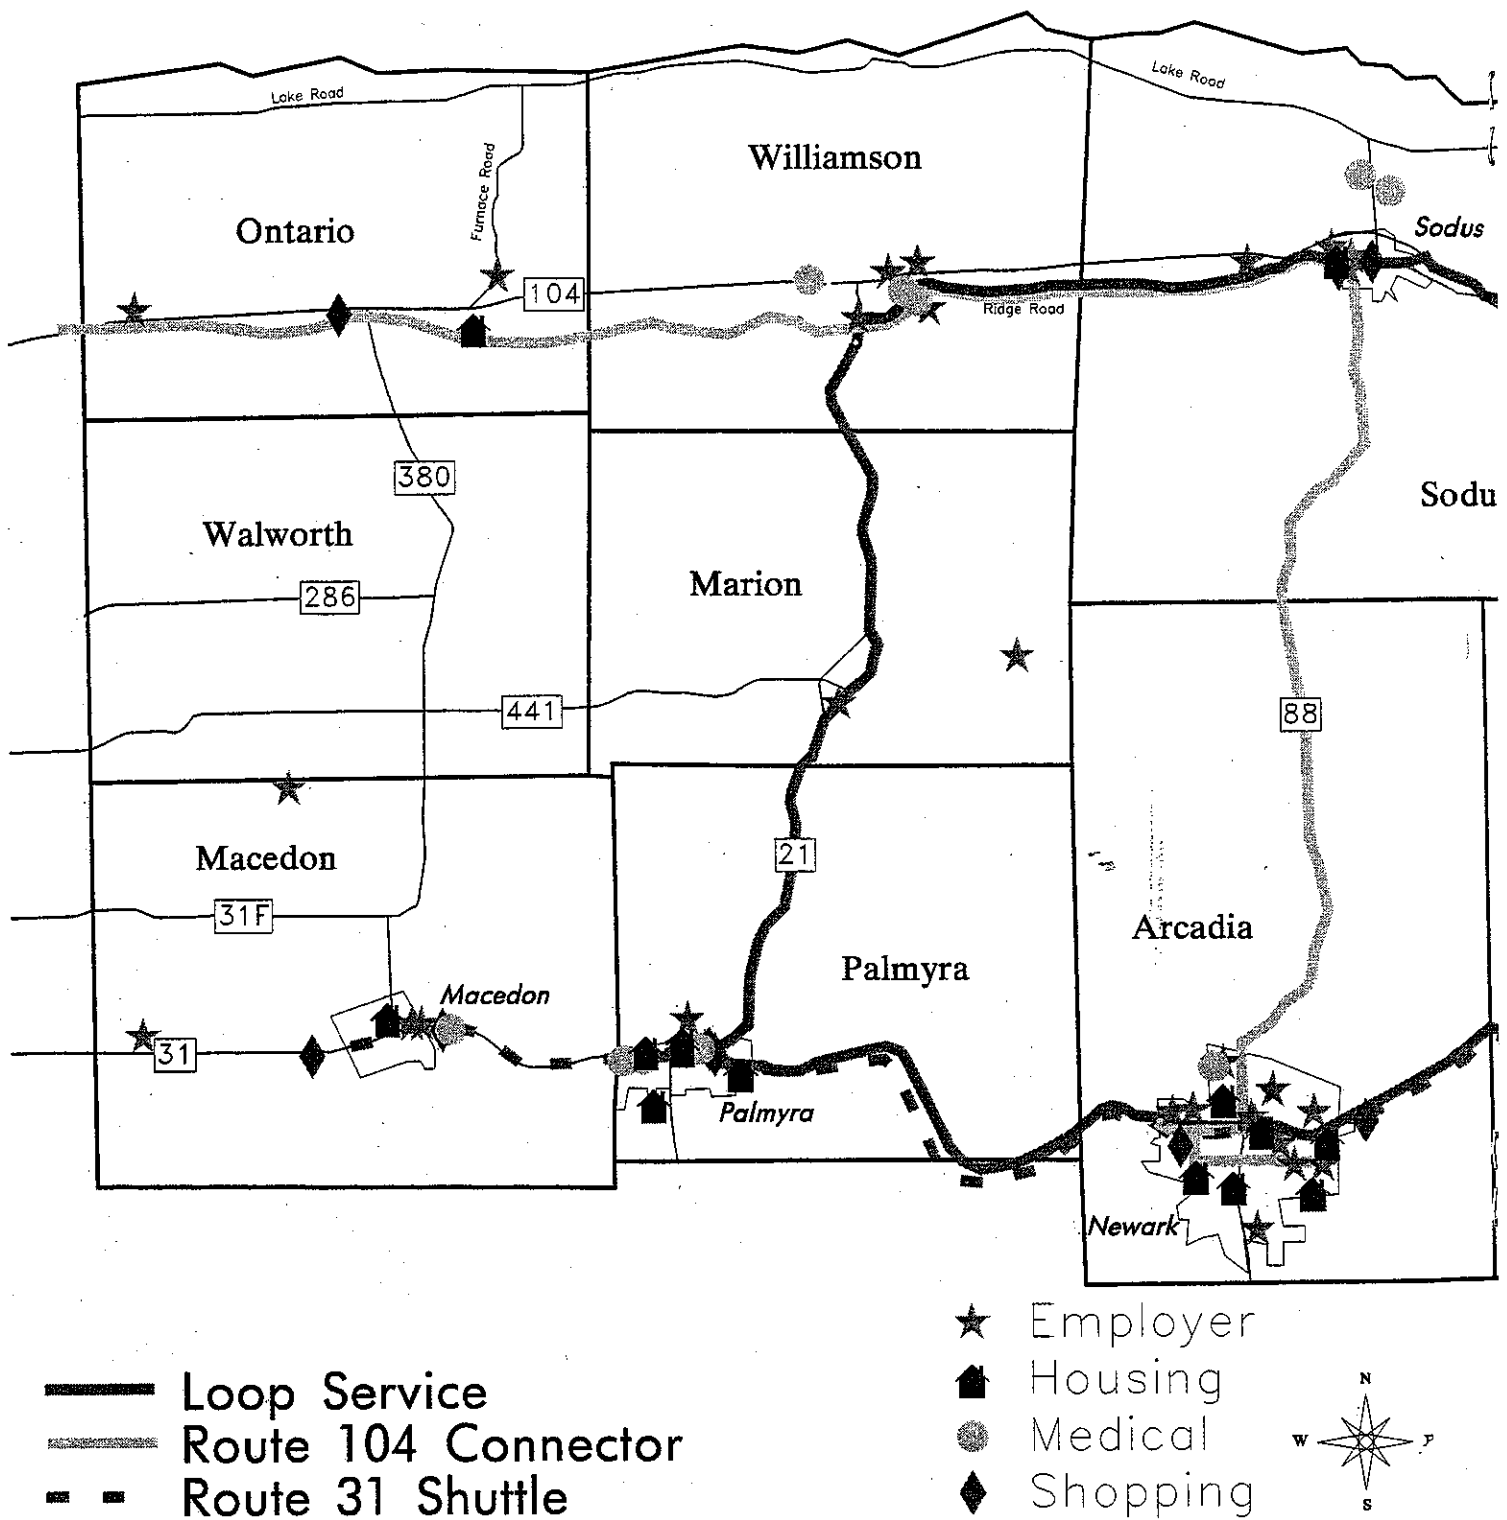 Lake Road
Lake Road
Furnace Road
Williamson
Ontario
Sodus
104
Ridge Road
380
Sodu
Walworth
286
Marion
441
88
Macedon
21
31F
Arcadia
Palmyra
Macedon
31
Palmyra
Newark
Employer
Housing
Medical
Shopping
Loop Service
Route 104 Connector
Route 31 Shuttle
N
W
S